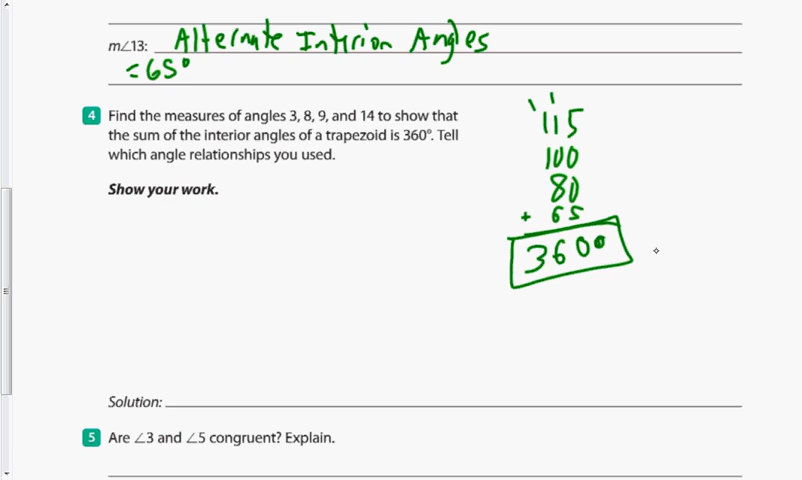 m∠13: Alternate Interior Angles
= 65°
4 Find the measures of angles 3, 8, 9, and 14 to show that
the sum of the interior angles of a trapezoid is 360°. Tell
which angle relationships you used.
Show your work.
115
100
80
+ 65
360°
Solution:
5 Are ∠3 and ∠5 congruent? Explain.